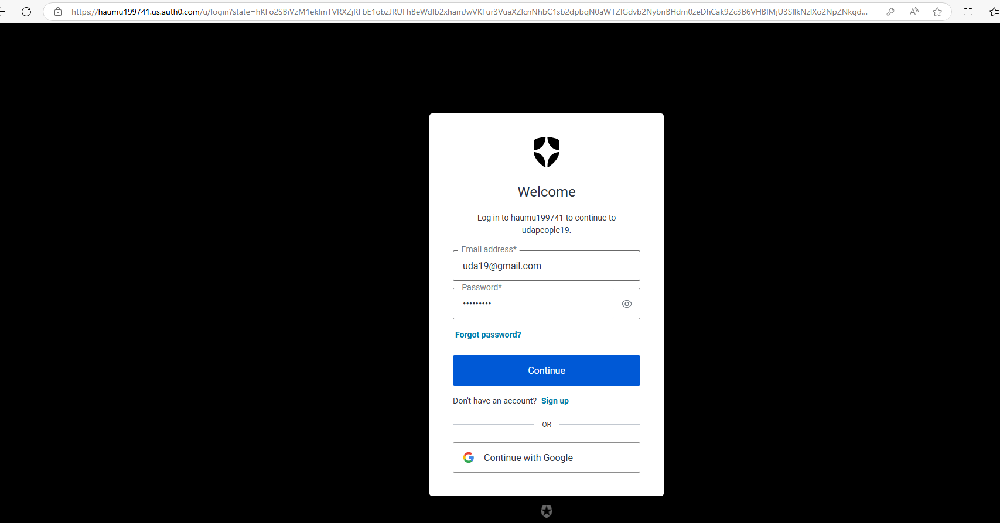 https://haumu199741.us.auth0.com/u/login?state=
Welcome
Log in to haumu199741 to continue to
udapeople19.
Email address*
uda19@gmail.com
Password*
•••••••••
Forgot password?
Continue
Don't have an account? Sign up
OR
Continue with Google